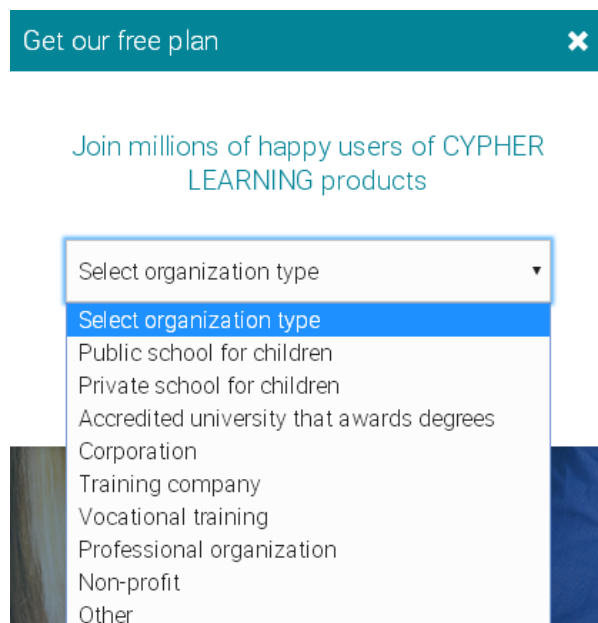 Get our free plan
Join millions of happy users of CYPHER
LEARNING products
Select organization type
Select organization type
Public school for children
Private school for children
Accredited university that awards degrees
Corporation
Training company
Vocational training
Professional organization
Non-profit
Other